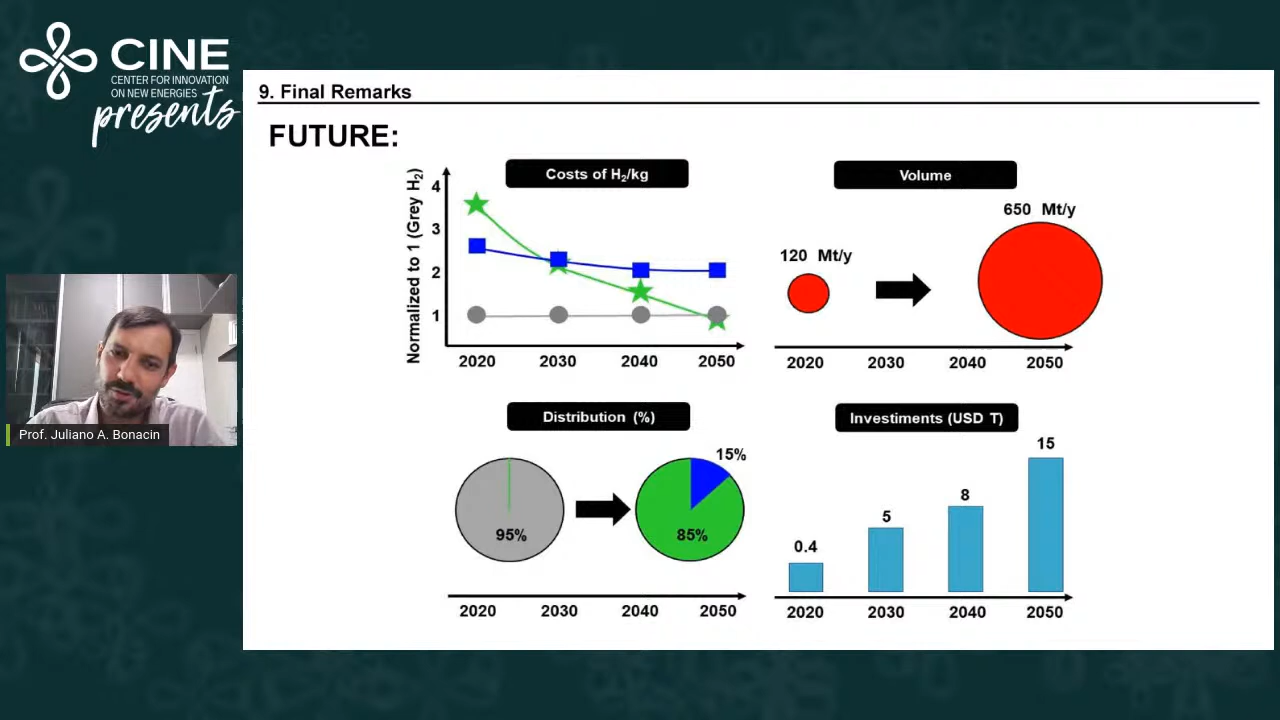 CINE
CENTER FOR INNOVATION
ON NEW ENERGIES
presents
9. Final Remarks
FUTURE:
Costs of H₂/kg
Normalized to 1 (Grey H₂)
4
3
2
1
2020 2030 2040 2050
Volume
120 Mt/y
650 Mt/y
2020 2030 2040 2050
Distribution (%)
95%
15%
85%
2020 2030 2040 2050
Investiments (USD T)
0.4
5
8
15
2020 2030 2040 2050
Prof. Juliano A. Bonacin